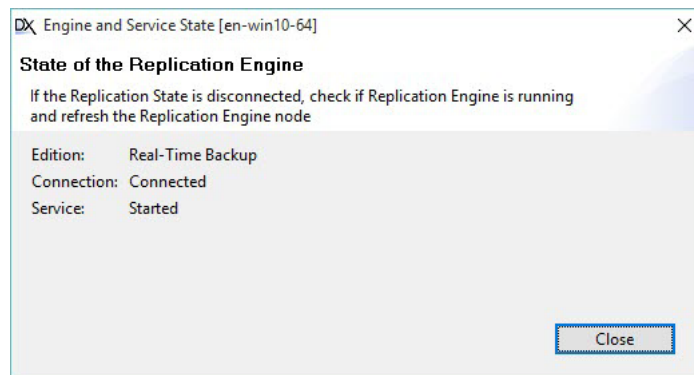 DX Engine and Service State [en-win10-64]
State of the Replication Engine
If the Replication State is disconnected, check if Replication Engine is running
and refresh the Replication Engine node
Edition: Real-Time Backup
Connection: Connected
Service: Started
Close